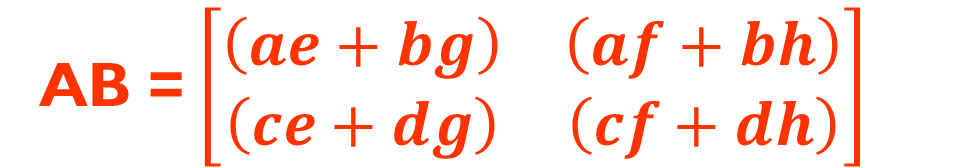 AB = [(ae + bg) (af + bh)
(ce + dg) (cf + dh)]